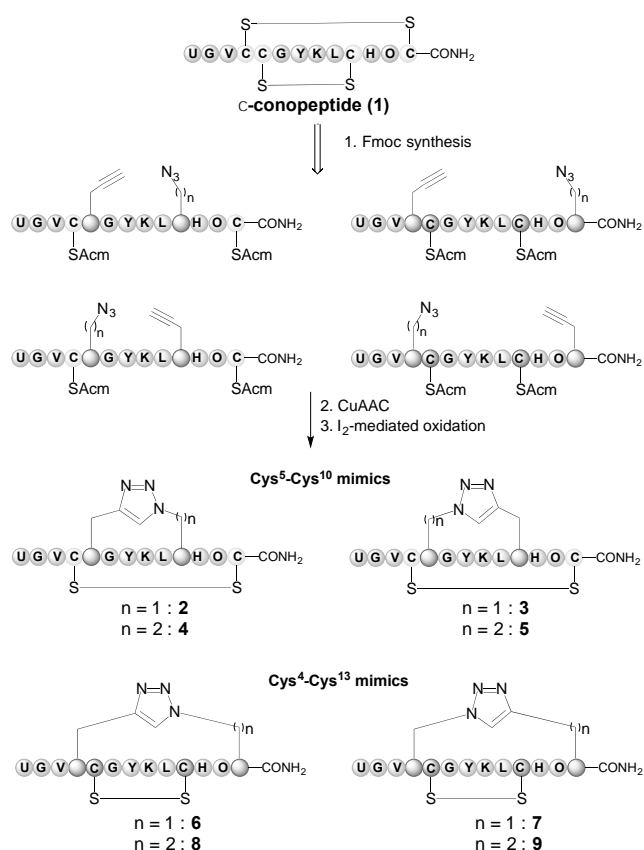 S S
U G V C C G Y K L C H O C CONH₂
S S
C-conopeptide (1)
1. Fmoc synthesis
N₃ N₃
( )n ( )n
U G V C G Y K L H O C CONH₂
SAcm SAcm
U G V C G Y K L C H O CONH₂
SAcm SAcm
N₃ N₃
( )n ( )n
U G V C G Y K L H O C CONH₂
SAcm SAcm
U G V C G Y K L C H O CONH₂
SAcm SAcm
2. CuAAC
3. I₂-mediated oxidation
Cys⁵-Cys¹⁰ mimics
N N N ( )n
U G V C G Y K L H O C CONH₂
S S
n = 1 : 2
n = 2 : 4
N N N ( )n
U G V C G Y K L H O C CONH₂
S S
n = 1 : 3
n = 2 : 5
Cys⁴-Cys¹³ mimics
N N N ( )n
U G V C G Y K L C H O CONH₂
S S
n = 1 : 6
n = 2 : 8
N N N ( )n
U G V C G Y K L C H O CONH₂
S S
n = 1 : 7
n = 2 : 9